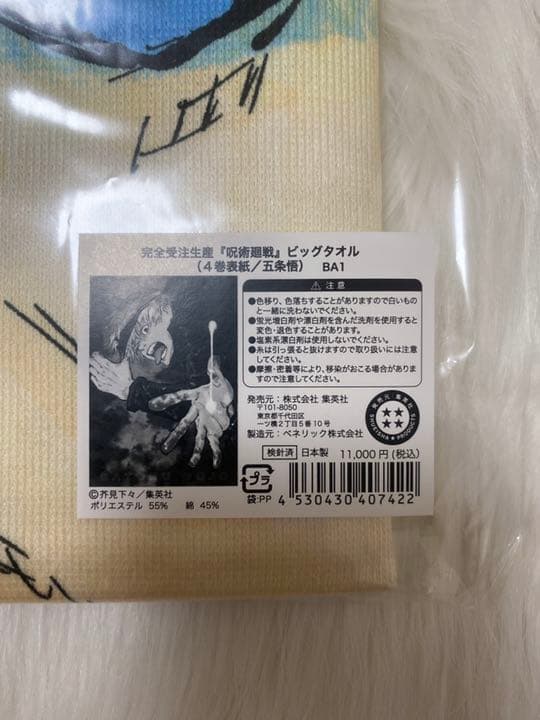 完全受注生産『呪術廻戦』ビッグタオル
(4巻表紙／五条悟) BA1
⚠ 注意
●色移り、色落ちすることがありますので白いもの
と一緒に洗わないでください。
●蛍光増白剤や漂白剤を含んだ洗剤を使用すると
変色・退色することがあります。
●塩素系漂白剤は使用しないでください。
●糸は引っ張ると抜けますので取り扱いには注意
してください。
●摩擦・密着等により、移染がおこる場合があります
ので注意してください。
発売元：株式会社 集英社
〒101-8050
東京都千代田区
一ツ橋2丁目5番10号
製造元：ベネリック株式会社
発売元 集英社
SHUEISHA PRODUCTS
検針済 日本製 11,000円(税込)
プラ
袋:PP
4 530430 407422
©芥見下々／集英社
ポリエステル 55% 綿 45%